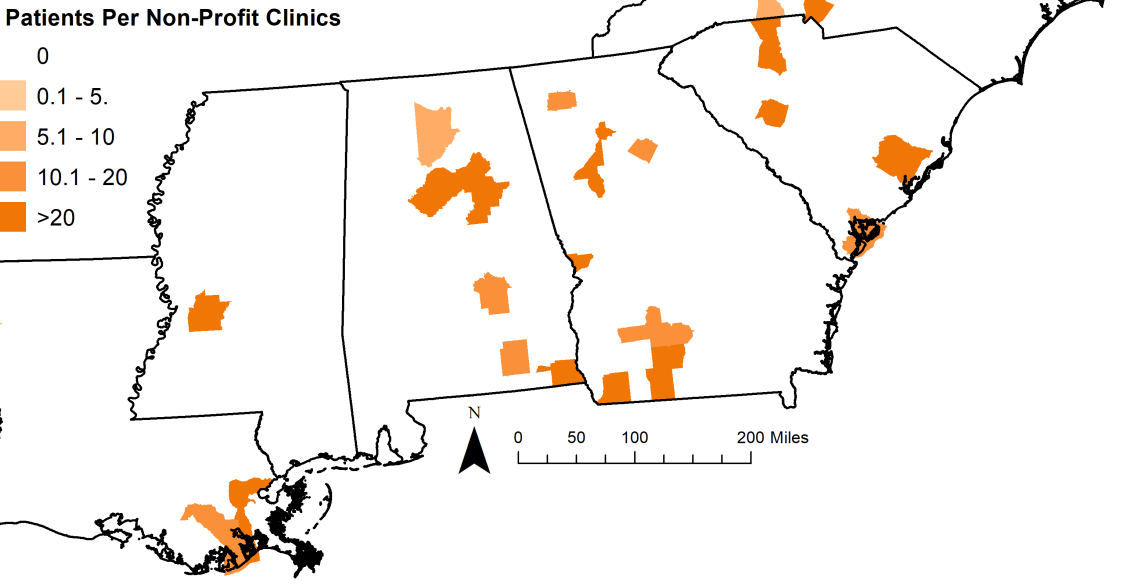 Patients Per Non-Profit Clinics
0
0.1 - 5.
5.1 - 10
10.1 - 20
>20
N
0 50 100 200 Miles